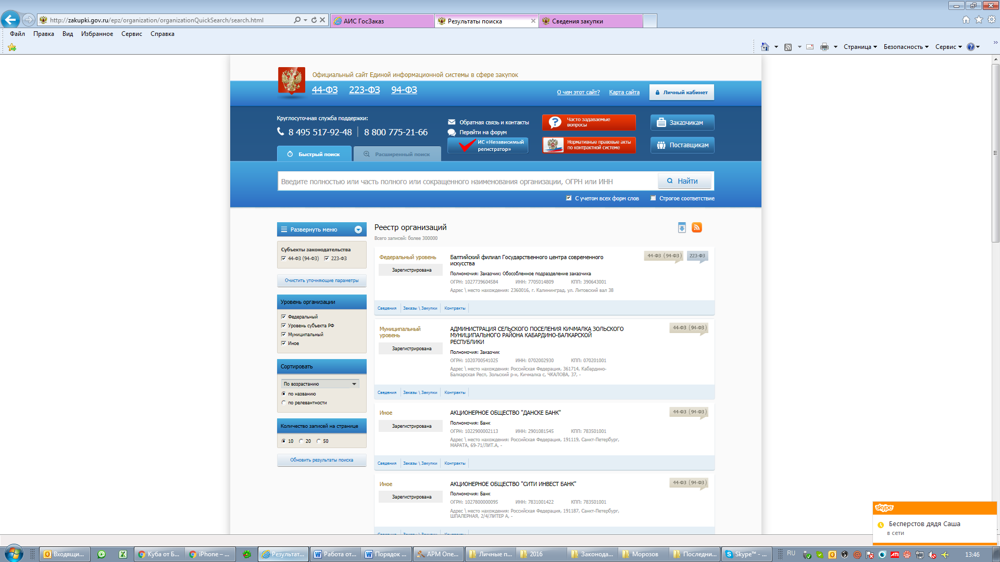 http://zakupki.gov.ru/epz/organization/organizationQuickSearch/search.html
АИС ГосЗаказ
Результаты поиска
Сведения закупки
Файл Правка Вид Избранное Сервис Справка
Страница Безопасность Сервис
Официальный сайт Единой информационной системы в сфере закупок
44-ФЗ 223-ФЗ 94-ФЗ
О чем этот сайт? Карта сайта Личный кабинет
Круглосуточная служба поддержки:
8 495 517-92-48 8 800 775-21-66
Обратная связь и контакты
Перейти на форум
ИС «Независимый
регистратор»
Часто задаваемые
вопросы
Нормативные правовые акты
по контрактной системе
Заказчикам
Поставщикам
Быстрый поиск Расширенный поиск
Введите полностью или часть полного или сокращенного наименования организации, ОГРН или ИНН
Найти
С учетом всех форм слов Строгое соответствие
Развернуть меню
Субъекты законодательства
44-ФЗ (94-ФЗ) 223-ФЗ
Очистить уточняющие параметры
Уровень организации
Федеральный
Уровень субъекта РФ
Муниципальный
Иное
Сортировать
По возрастанию
по названию
по релевантности
Количество записей на странице
10 20 50
Обновить результаты поиска
Реестр организаций
Всего записей: более 300000
Федеральный уровень
Зарегистрирована
Балтийский филиал Государственного центра современного
искусства
44-ФЗ (94-ФЗ) 223-ФЗ
Полномочия: Заказчик; Обособленное подразделение заказчика
ОГРН: 1027739604584 ИНН: 7705014809 КПП: 390643001
Адрес \ место нахождения: 2360016, г. Калининград, ул. Литовский вал 38
Сведения Заказы \ Закупки Контракты
Муниципальный
уровень
Зарегистрирована
АДМИНИСТРАЦИЯ СЕЛЬСКОГО ПОСЕЛЕНИЯ КИЧМАЛКА ЗОЛЬСКОГО
МУНИЦИПАЛЬНОГО РАЙОНА КАБАРДИНО-БАЛКАРСКОЙ
РЕСПУБЛИКИ
44-ФЗ (94-ФЗ)
Полномочия: Заказчик
ОГРН: 1020700541025 ИНН: 0702002930 КПП: 070201001
Адрес \ место нахождения: Российская Федерация, 361714, Кабардино-
Балкарская Респ, Зольский р-н, Кичмалка с, ЧКАЛОВА, 37, -
Сведения Заказы \ Закупки Контракты
Иное
Зарегистрирована
АКЦИОНЕРНОЕ ОБЩЕСТВО "ДАНСКЕ БАНК"
44-ФЗ (94-ФЗ)
Полномочия: Банк
ОГРН: 1022900002113 ИНН: 2901081545 КПП: 783501001
Адрес \ место нахождения: Российская Федерация, 191119, Санкт-Петербург,
МАРАТА, 69-71/ЛИТ.А, -
Сведения Заказы \ Закупки Контракты
Иное
Зарегистрирована
АКЦИОНЕРНОЕ ОБЩЕСТВО "СИТИ ИНВЕСТ БАНК"
44-ФЗ (94-ФЗ)
Полномочия: Банк
ОГРН: 1027800000095 ИНН: 7831001422 КПП: 783501001
Адрес \ место нахождения: Российская Федерация, 191187, Санкт-Петербург,
ШПАЛЕРНАЯ, 2/4/ЛИТЕР А, -
Сведения Заказы \ Закупки Контракты
skype
Бесперстов дядя Саша
в сети
Входящи... Куба от Б... iPhone – ... Результат... Работа от... Порядок ... АРМ Опе... Личные п... 2016 Законода... Морозов Последни... Skype™ - ... RU 13:46